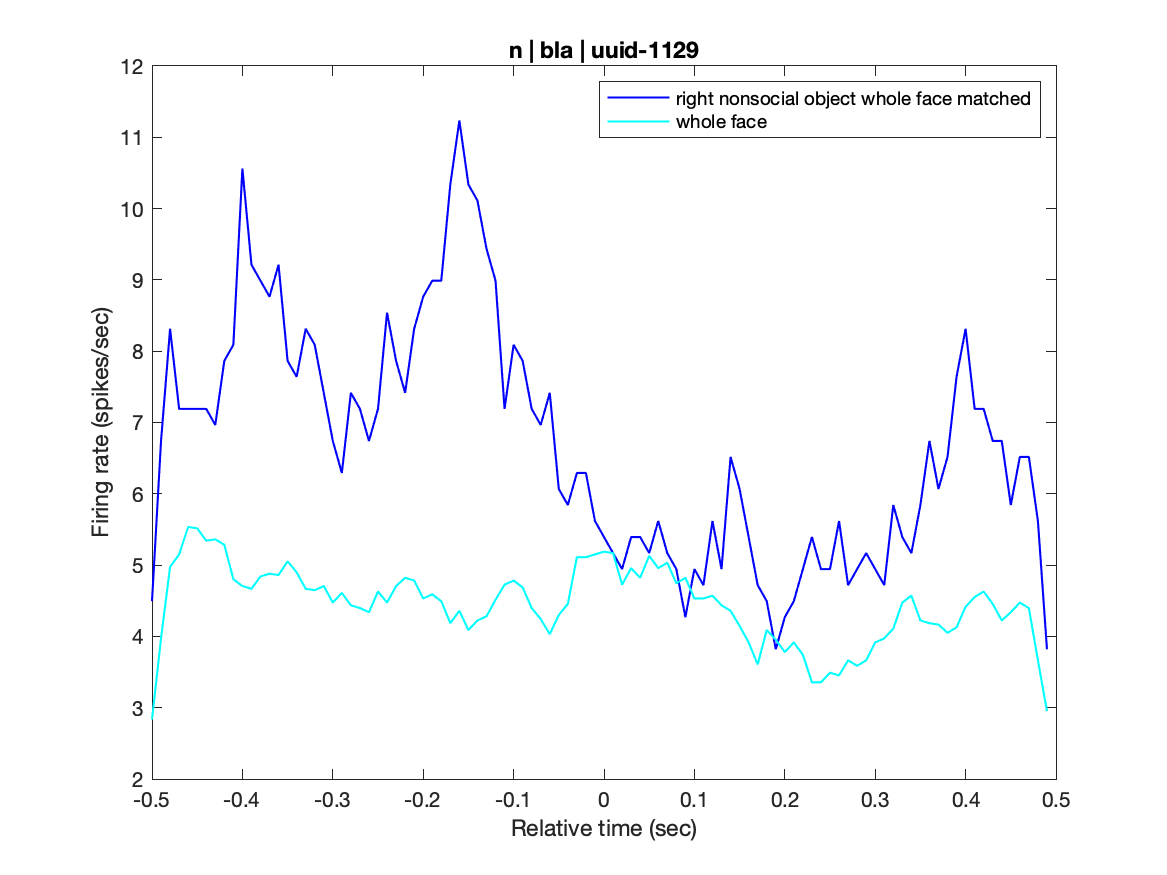 n | bla | uuid-1129
right nonsocial object whole face matched
whole face
12
11
10
9
8
7
6
5
4
3
2
Firing rate (spikes/sec)
-0.5 -0.4 -0.3 -0.2 -0.1 0 0.1 0.2 0.3 0.4 0.5
Relative time (sec)